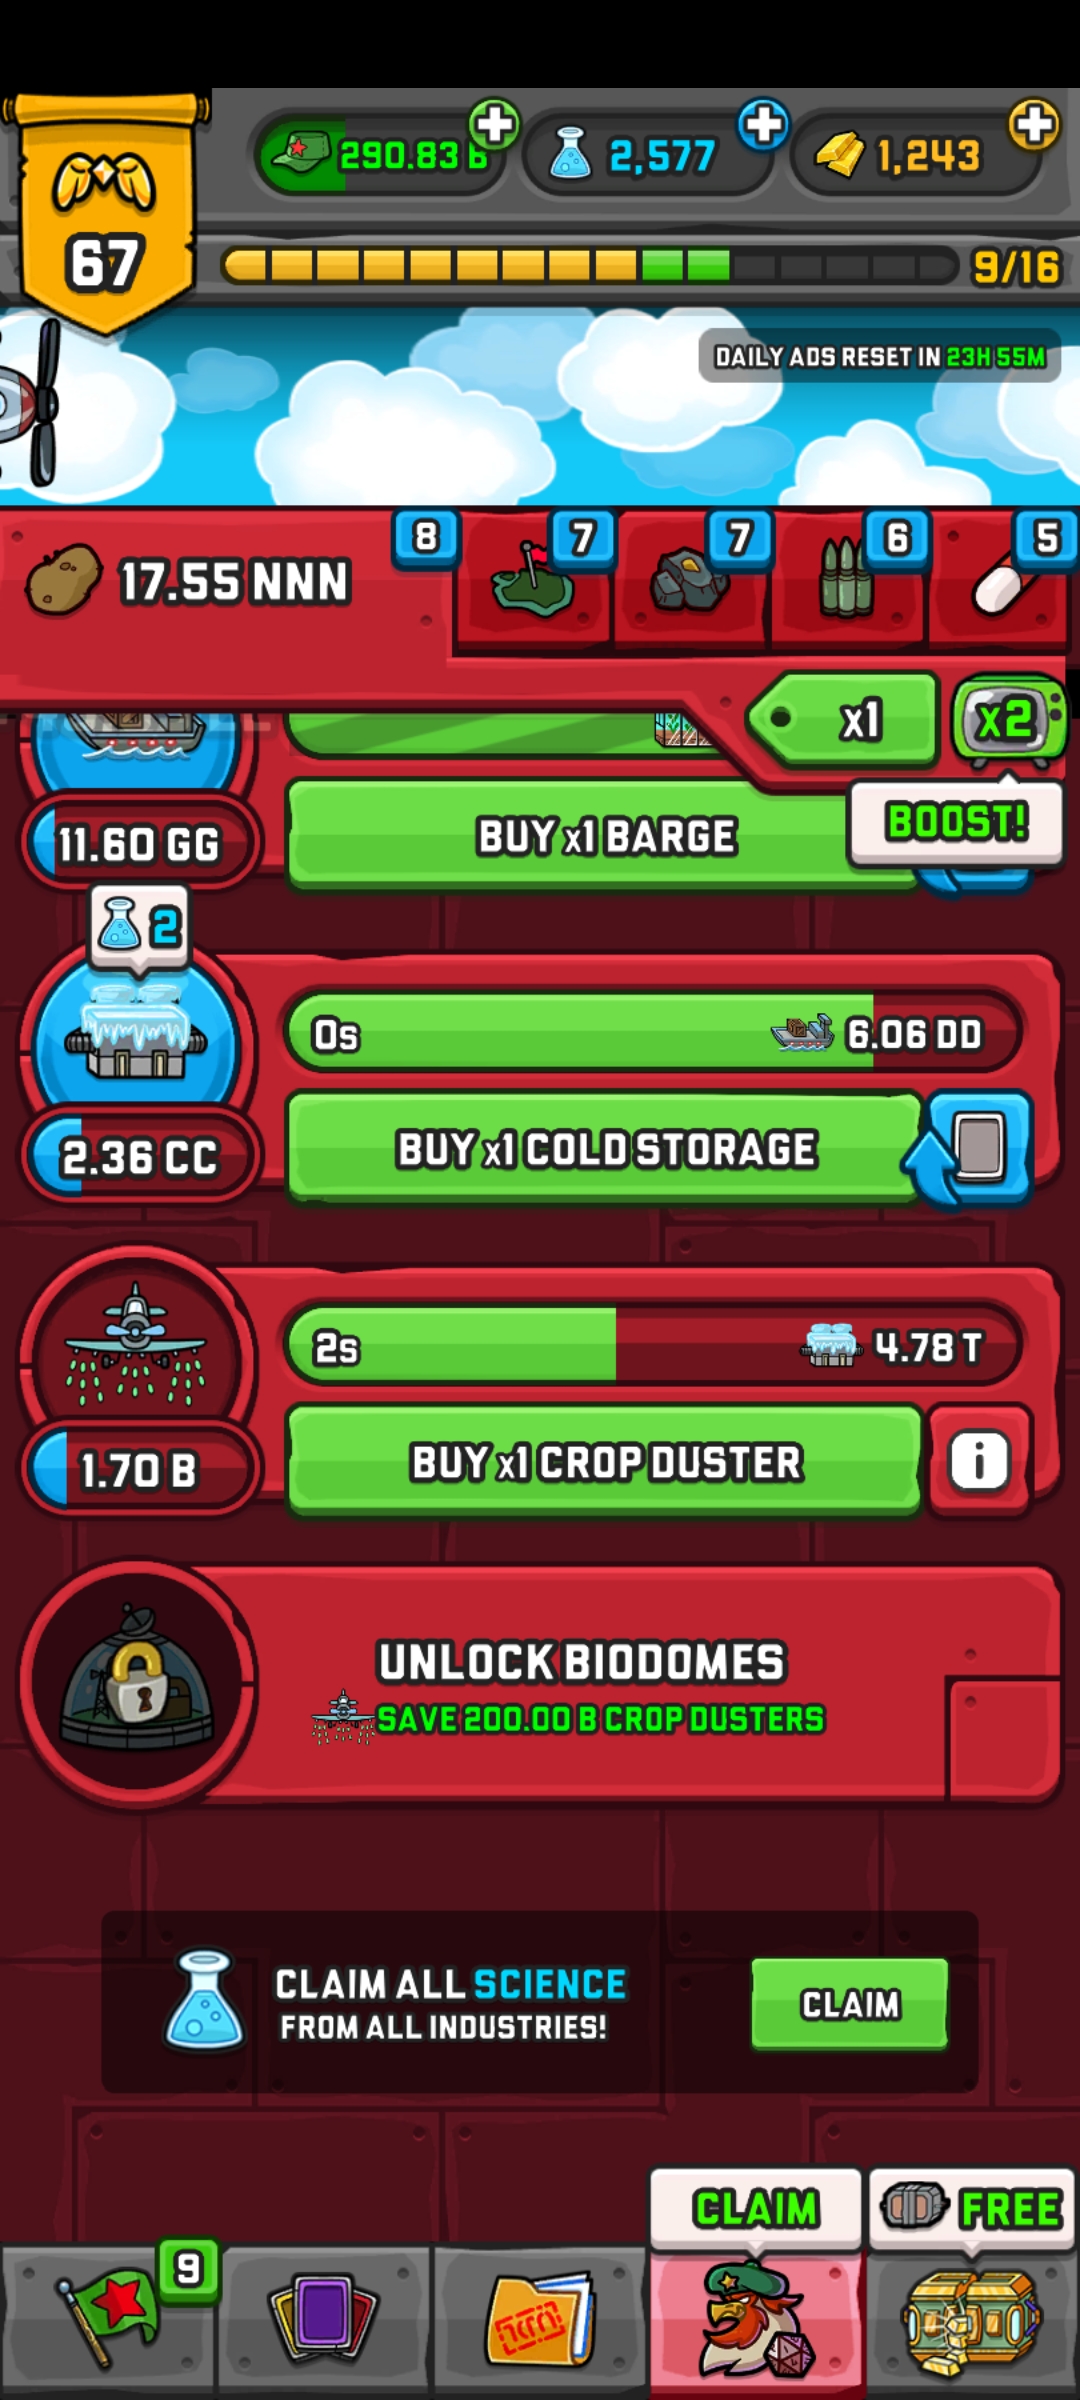 67
290.83 B
2,577
1,243
9/16
DAILY ADS RESET IN 23H 55M
17.55 NNN
8
7
7
6
5
x1
x2
BOOST!
11.60 GG
BUY x1 BARGE
2
0s
6.06 DD
2.36 CC
BUY x1 COLD STORAGE
2s
4.78 T
1.70 B
BUY x1 CROP DUSTER
i
UNLOCK BIODOMES
SAVE 200.00 B CROP DUSTERS
CLAIM ALL SCIENCE
FROM ALL INDUSTRIES!
CLAIM
CLAIM
FREE
9